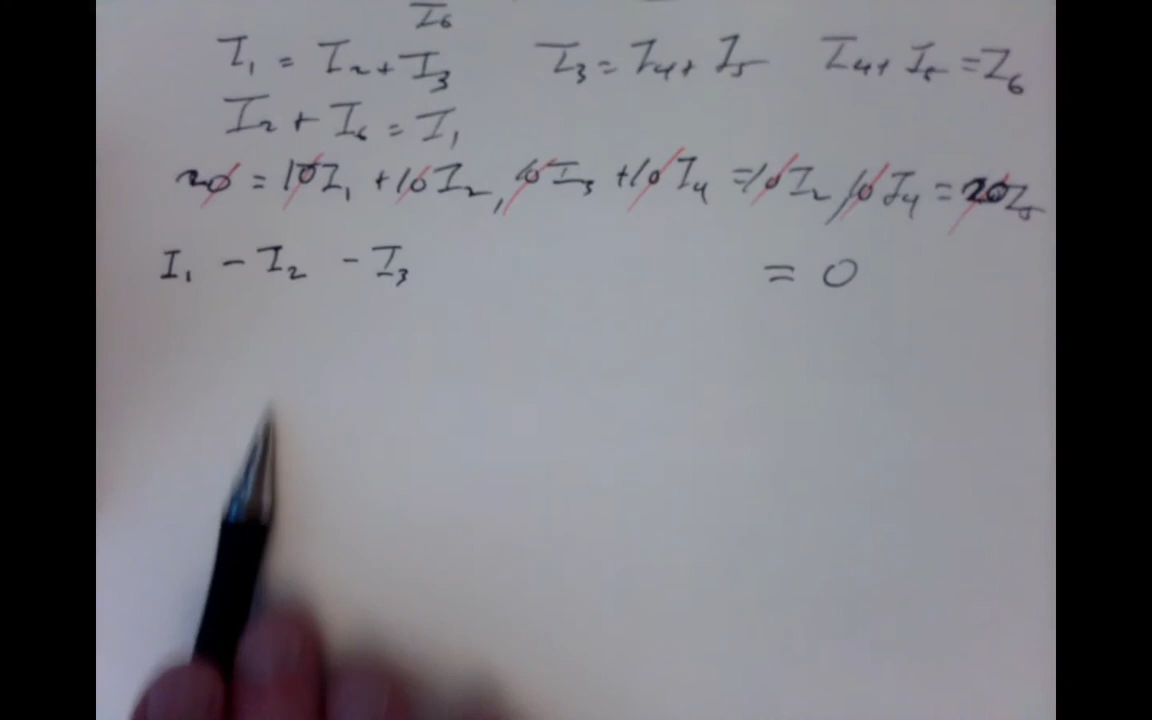 I6
I1 = I2 + I3 I3 = I4 + I5 I4 + I5 = I6
I2 + I6 = I1
20 = 10I1 + 10I2, 10I3 + 10I4 = 10I2, 10I4 = 20I5
I1 - I2 - I3 = 0